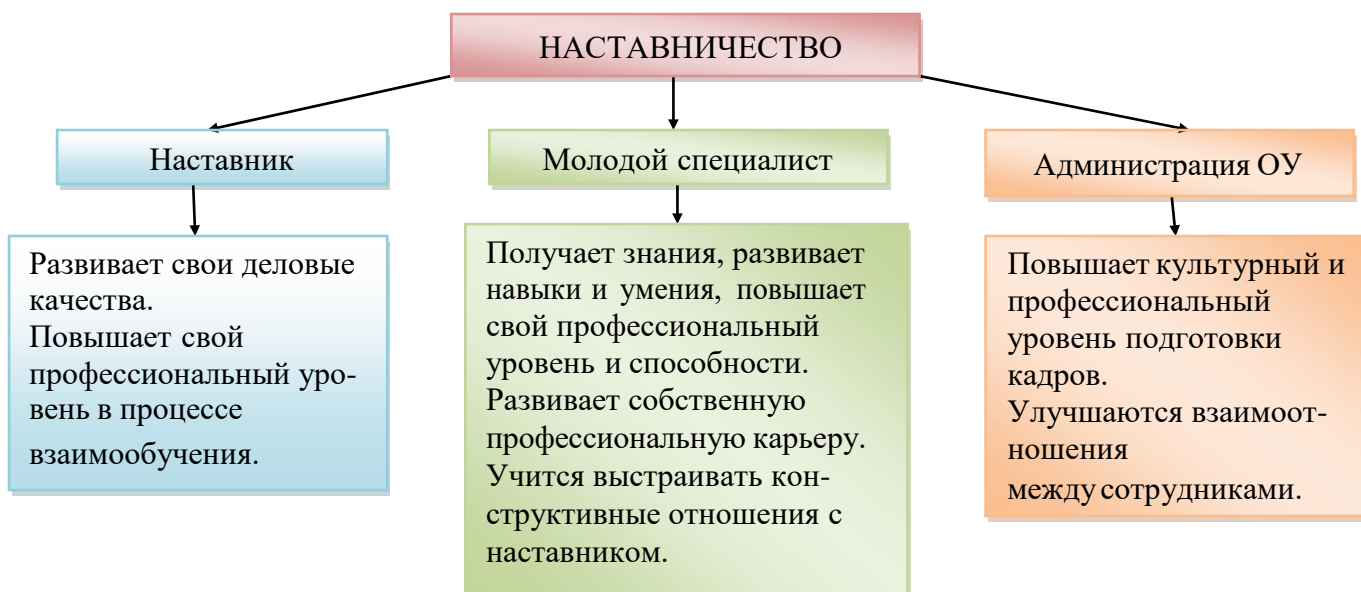 НАСТАВНИЧЕСТВО
Наставник
Развивает свои деловые
качества.
Повышает свой
профессиональный уро-
вень в процессе
взаимообучения.
Молодой специалист
Получает знания, развивает
навыки и умения, повышает
свой профессиональный
уровень и способности.
Развивает собственную
профессиональную карьеру.
Учится выстраивать кон-
структивные отношения с
наставником.
Администрация ОУ
Повышает культурный и
профессиональный
уровень подготовки
кадров.
Улучшаются взаимоот-
ношения
между сотрудниками.